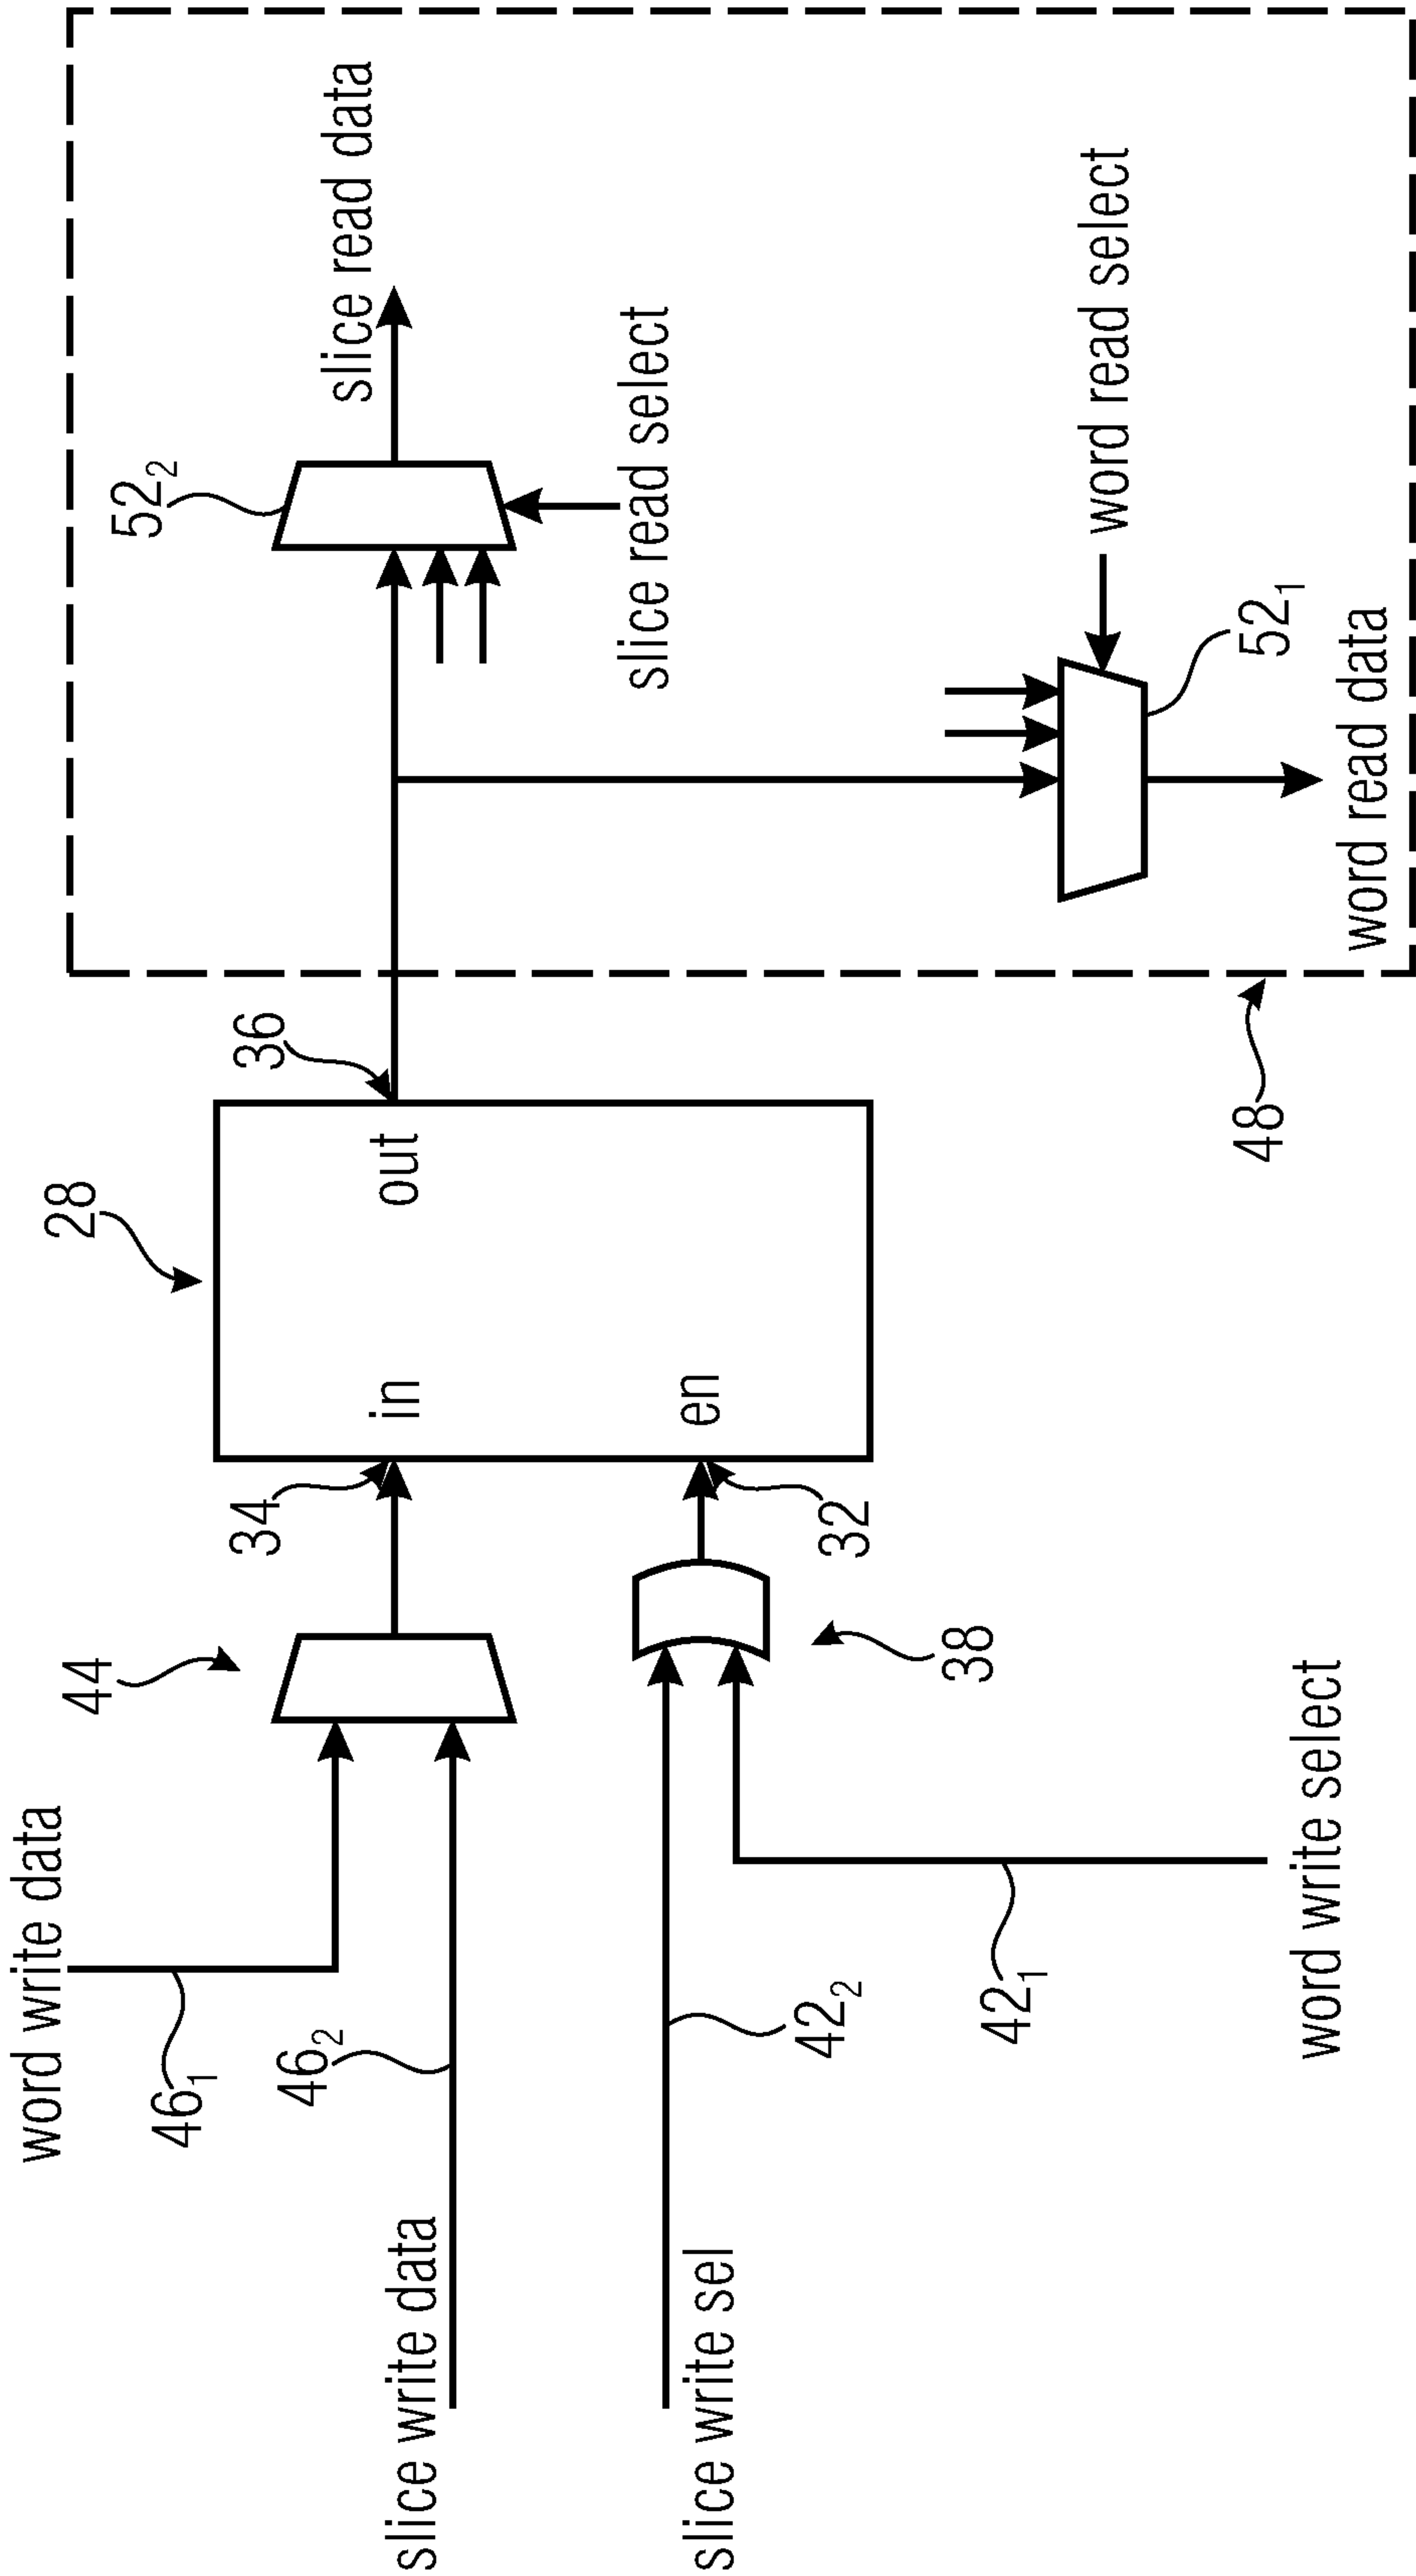 word write data
46₁
44
28
34
in
out
36
46₂
slice write data
52₂
slice read data
slice read select
slice write sel
42₂
38
32
en
42₁
word write select
48
52₁
word read select
word read data